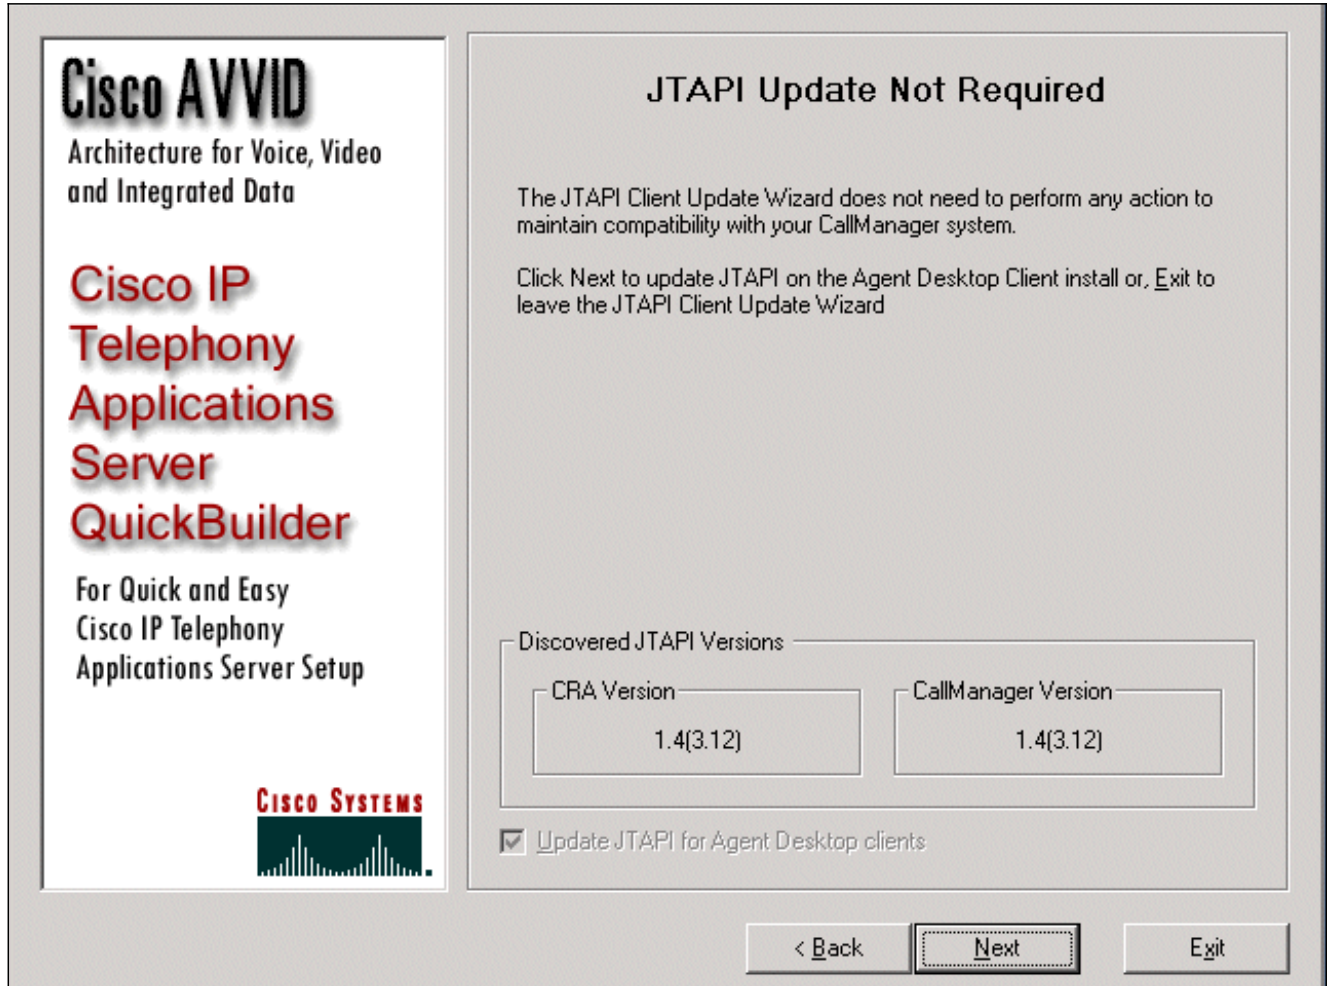 Cisco AVVID
Architecture for Voice, Video
and Integrated Data
Cisco IP
Telephony
Applications
Server
QuickBuilder
For Quick and Easy
Cisco IP Telephony
Applications Server Setup
CISCO SYSTEMS
JTAPI Update Not Required
The JTAPI Client Update Wizard does not need to perform any action to
maintain compatibility with your CallManager system.
Click Next to update JTAPI on the Agent Desktop Client install or, Exit to
leave the JTAPI Client Update Wizard
Discovered JTAPI Versions
CRA Version
1.4(3.12)
CallManager Version
1.4(3.12)
Update JTAPI for Agent Desktop clients
< Back
Next
Exit